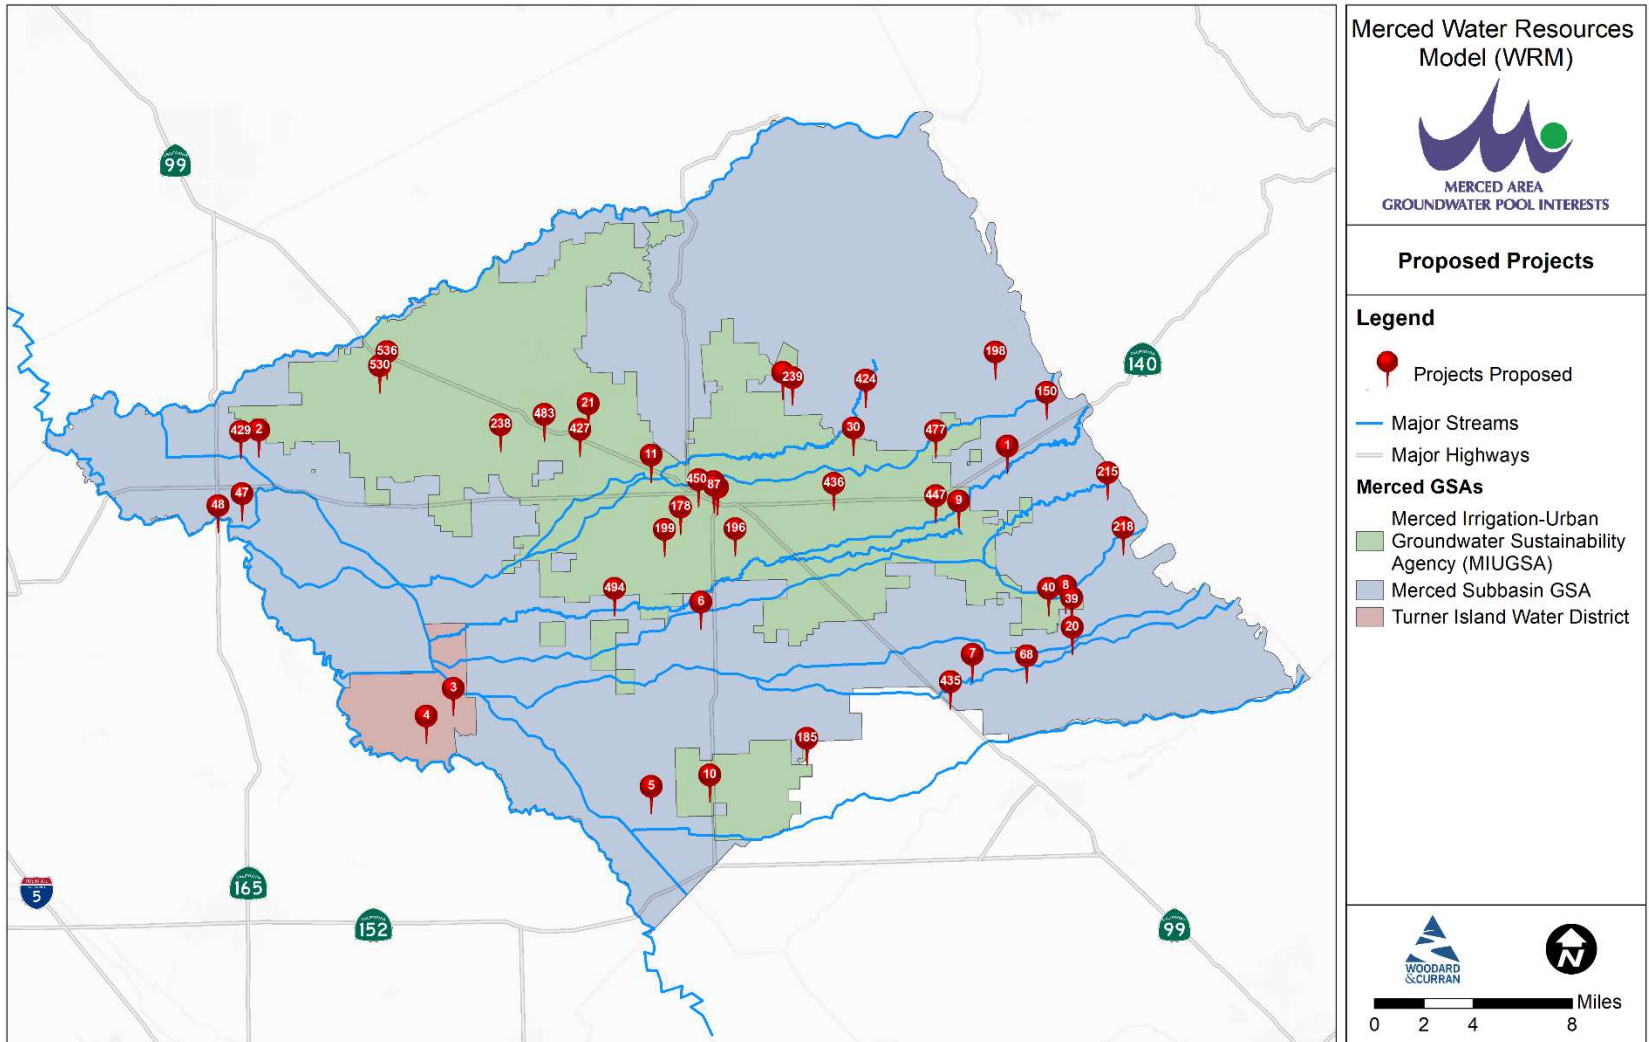 Merced Water Resources
Model (WRM)
MERCED AREA
GROUNDWATER POOL INTERESTS
Proposed Projects
Legend
Projects Proposed
Major Streams
Major Highways
Merced GSAs
Merced Irrigation-Urban
Groundwater Sustainability
Agency (MIUGSA)
Merced Subbasin GSA
Turner Island Water District
WOODARD
&CURRAN
N
Miles
0 2 4 8
99
140
536
530
198
239
424
150
21
483
238
427
429
2
30
477
1
11
215
450
87
436
47
48
178
447
9
199
196
218
494
6
40
8
39
20
7
68
435
3
4
185
10
5
165
5
152
99